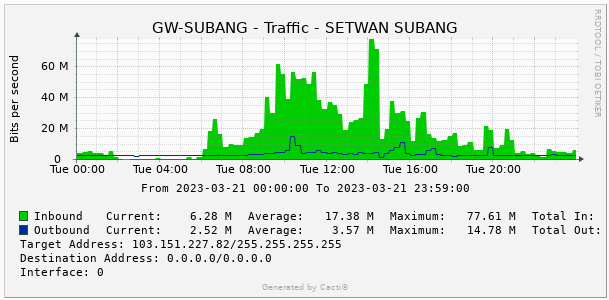 GW-SUBANG - Traffic - SETWAN SUBANG
RRDTOOL / TOBI OETIKER
Bits per second
60 M
40 M
20 M
0
Tue 00:00 Tue 04:00 Tue 08:00 Tue 12:00 Tue 16:00 Tue 20:00
From 2023-03-21 00:00:00 To 2023-03-21 23:59:00
Inbound Current: 6.28 M Average: 17.38 M Maximum: 77.61 M Total In:
Outbound Current: 2.52 M Average: 3.57 M Maximum: 14.78 M Total Out:
Target Address: 103.151.227.82/255.255.255.255
Destination Address: 0.0.0.0/0.0.0.0
Interface: 0
Generated by Cacti®